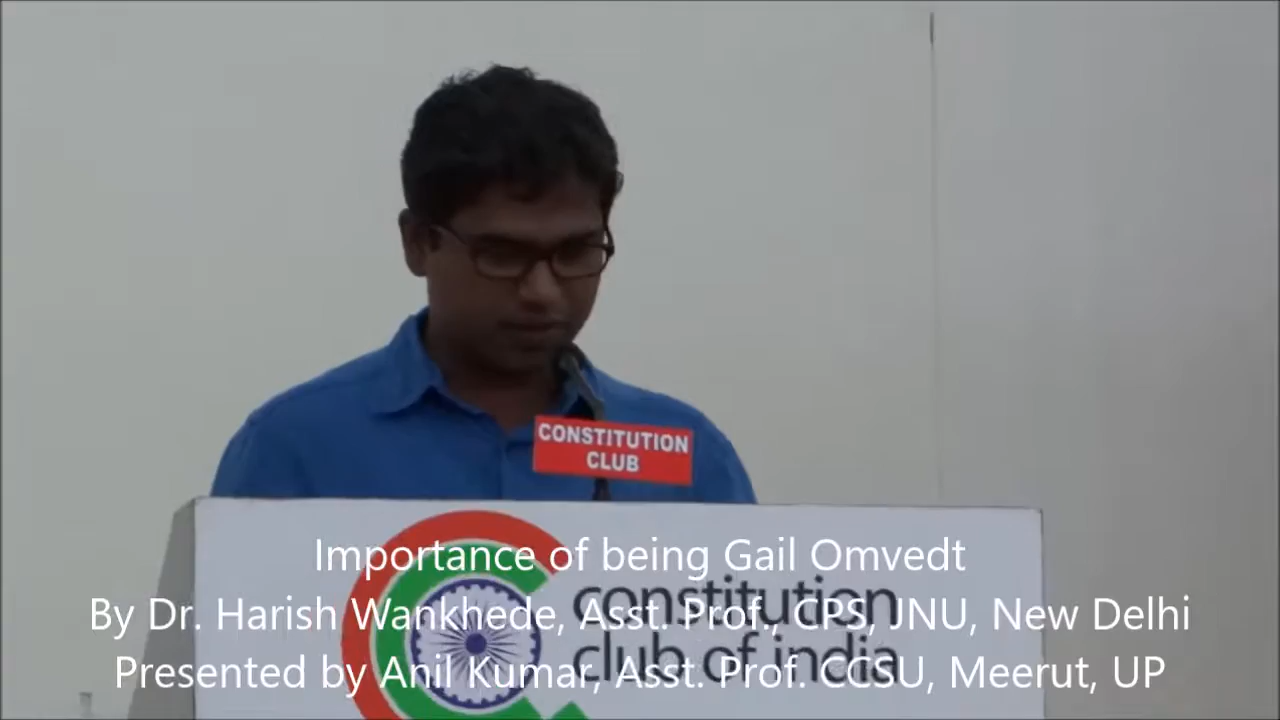 CONSTITUTION
CLUB
Importance of being Gail Omvedt
constitution
By Dr. Harish Wankhede, Asst. Prof., CPS, JNU, New Delhi
club of india
Presented by Anil Kumar, Asst. Prof. CCSU, Meerut, UP